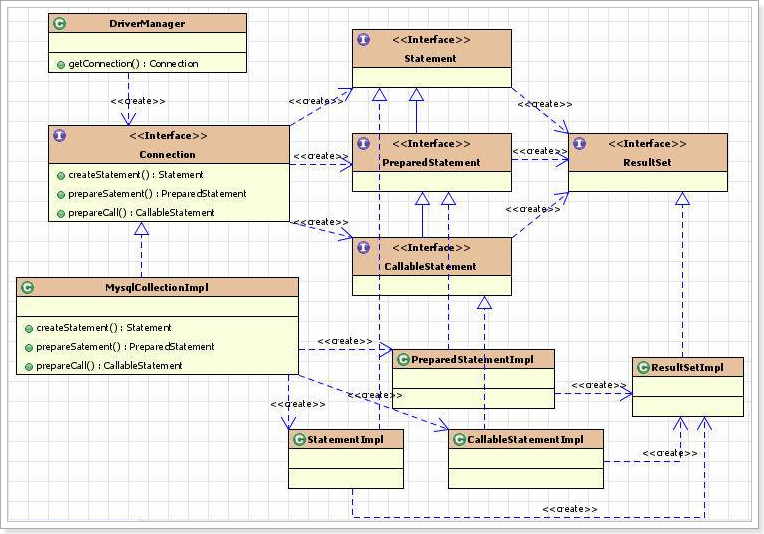 DriverManager
getConnection() : Connection
<<create>>
<<Interface>>
Statement
<<create>>
<<create>>
<<Interface>>
Connection
createStatement() : Statement
prepareSatement() : PreparedStatement
prepareCall() : CallableStatement
<<create>>
<<Interface>>
PreparedStatement
<<create>>
<<Interface>>
ResultSet
<<create>>
<<create>>
<<Interface>>
CallableStatement
MysqlCollectionImpl
createStatement() : Statement
prepareSatement() : PreparedStatement
prepareCall() : CallableStatement
<<create>>
PreparedStatementImpl
<<create>>
ResultSetImpl
<<create>>
<<create>>
StatementImpl
CallableStatementImpl
<<create>>
<<create>>